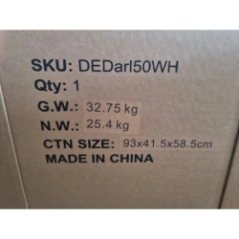 SKU: DEDarl50WH
Qty: 1
G.W.: 32.75 kg
N.W.: 25.4 kg
CTN SIZE: 93x41.5x58.5cm
MADE IN CHINA